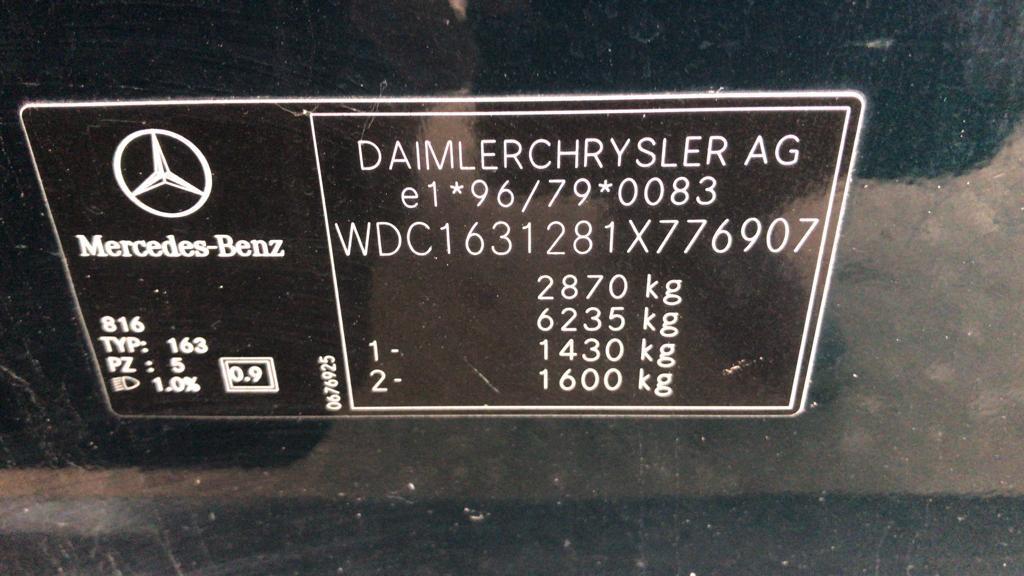 Mercedes-Benz
816
TYP: 163
PZ : 5
1.0%
0.9
0676925
DAIMLERCHRYSLER AG
e1*96/79*0083
WDC1631281X776907
2870 kg
6235 kg
1- 1430 kg
2- 1600 kg